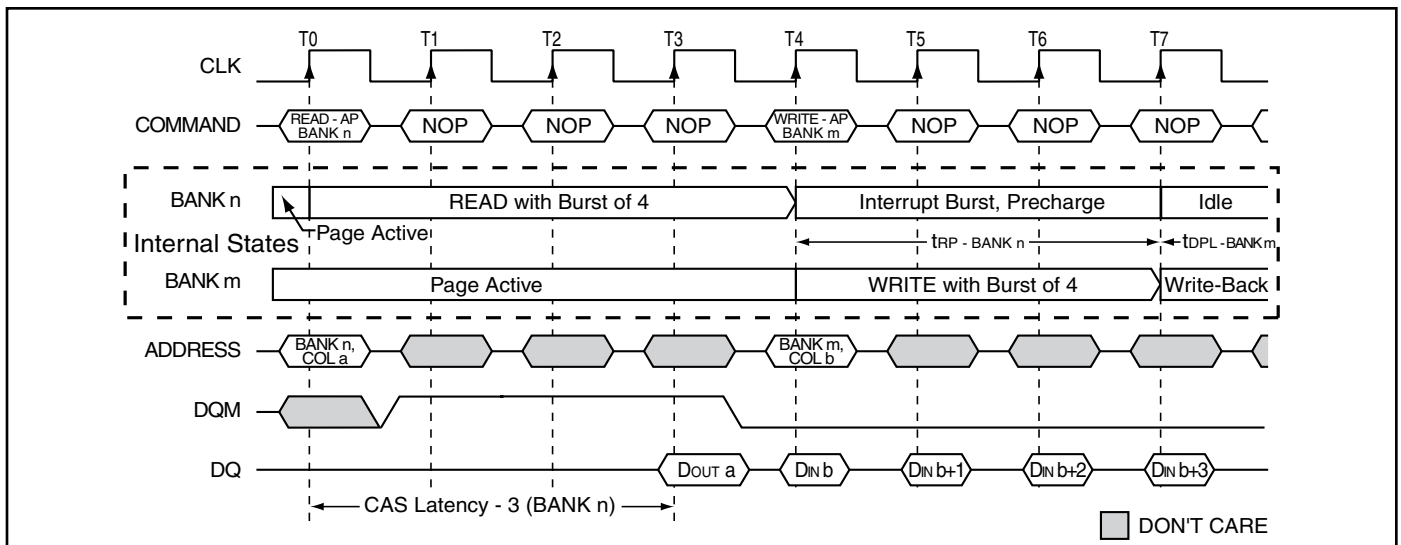 T0 T1 T2 T3 T4 T5 T6 T7
CLK
COMMAND READ - AP BANK n NOP NOP NOP WRITE - AP BANK m NOP NOP NOP
BANK n READ with Burst of 4 Interrupt Burst, Precharge Idle
Internal States Page Active tRP - BANK n tDPL - BANK m
BANK m Page Active WRITE with Burst of 4 Write-Back
ADDRESS BANK n, COL a BANK m, COL b
DQM
DQ DOUT a DIN b DIN b+1 DIN b+2 DIN b+3
CAS Latency - 3 (BANK n)
DON'T CARE